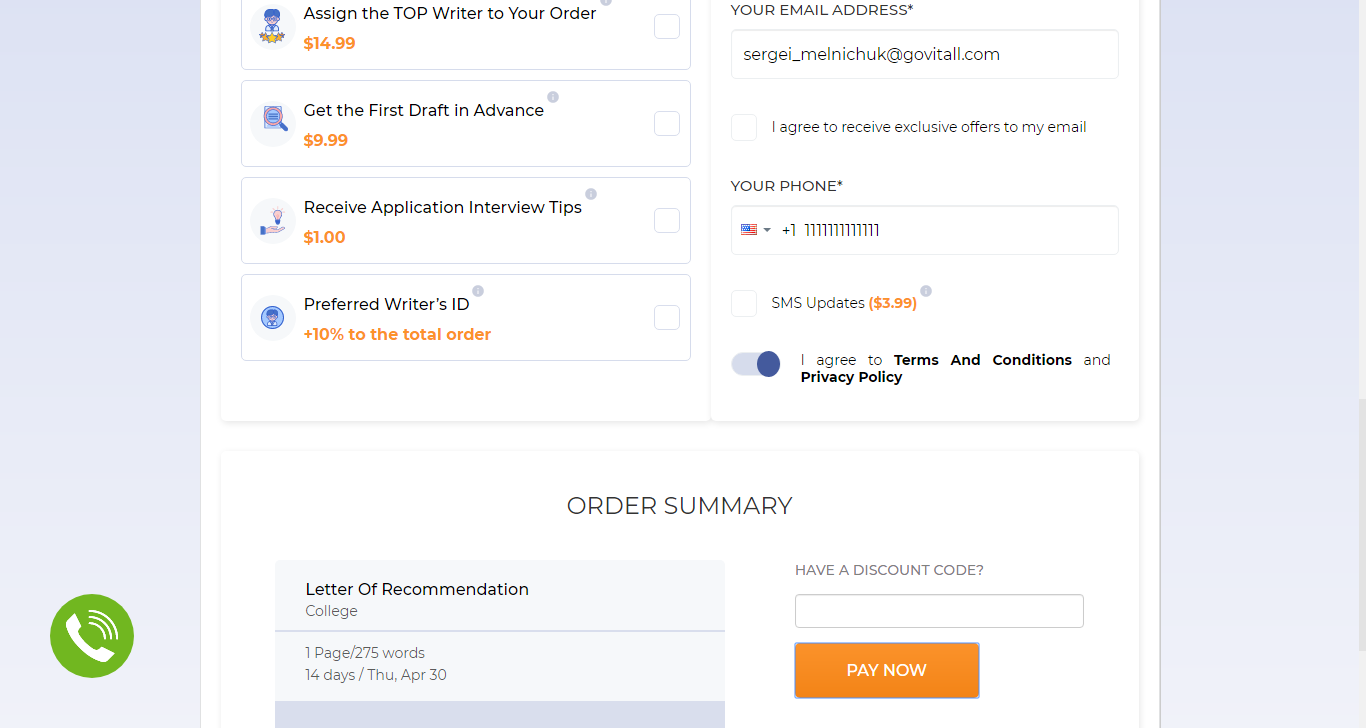 Assign the TOP Writer to Your Order
$14.99
Get the First Draft in Advance
$9.99
Receive Application Interview Tips
$1.00
Preferred Writer’s ID
+10% to the total order
YOUR EMAIL ADDRESS*
sergei_melnichuk@govitall.com
I agree to receive exclusive offers to my email
YOUR PHONE*
+1 1111111111111
SMS Updates ($3.99)
I agree to Terms And Conditions and
Privacy Policy
ORDER SUMMARY
Letter Of Recommendation
College
1 Page/275 words
14 days / Thu, Apr 30
HAVE A DISCOUNT CODE?
PAY NOW